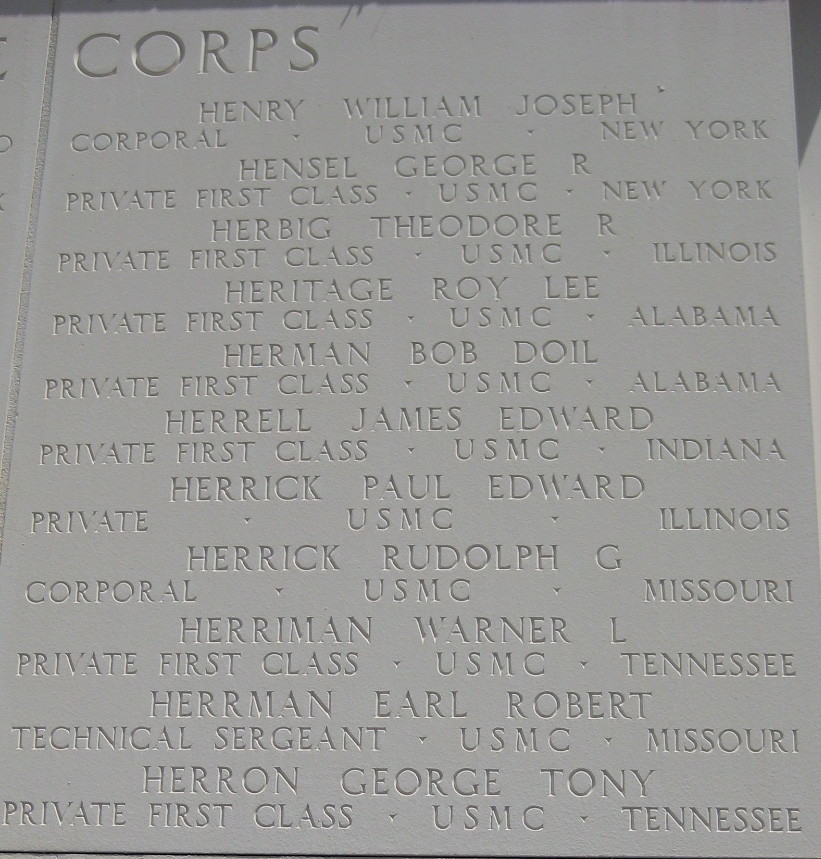 E CORPS
HENRY WILLIAM JOSEPH
CORPORAL · USMC · NEW YORK
HENSEL GEORGE R
PRIVATE FIRST CLASS · USMC · NEW YORK
HERBIG THEODORE R
PRIVATE FIRST CLASS · USMC · ILLINOIS
HERITAGE ROY LEE
PRIVATE FIRST CLASS · USMC · ALABAMA
HERMAN BOB DOIL
PRIVATE FIRST CLASS · USMC · ALABAMA
HERRELL JAMES EDWARD
PRIVATE FIRST CLASS · USMC · INDIANA
HERRICK PAUL EDWARD
PRIVATE · USMC · ILLINOIS
HERRICK RUDOLPH G
CORPORAL · USMC · MISSOURI
HERRIMAN WARNER L
PRIVATE FIRST CLASS · USMC · TENNESSEE
HERRMAN EARL ROBERT
TECHNICAL SERGEANT · USMC · MISSOURI
HERRON GEORGE TONY
PRIVATE FIRST CLASS · USMC · TENNESSEE